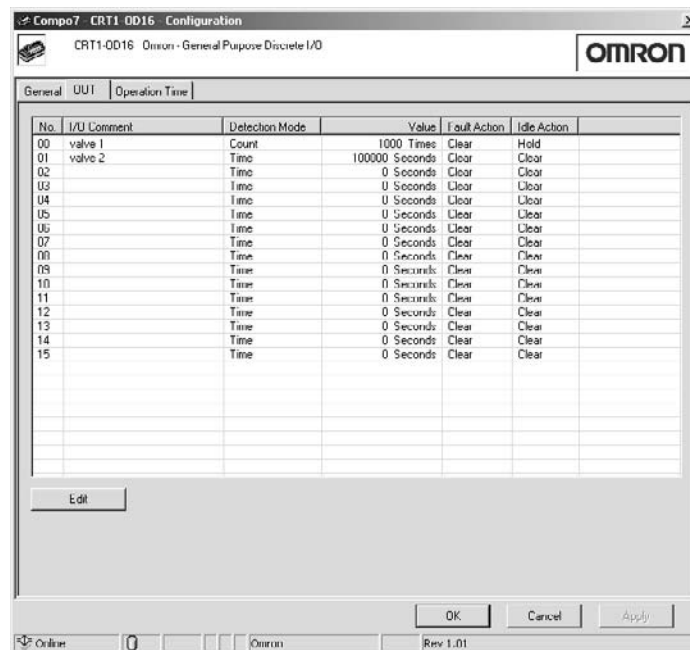 Compo7 - CRT1-OD16 - Configuration
CRT1-OD16 Omron - General Purpose Discrete I/O
OMRON
General OUT Operation Time
No. I/O Comment Detection Mode Value Fault Action Idle Action
00 valve 1 Count 1000 Times Clear Hold
01 valve 2 Time 100000 Seconds Clear Clear
02 Time 0 Seconds Clear Clear
03 Time 0 Seconds Clear Clear
04 Time 0 Seconds Clear Clear
05 Time 0 Seconds Clear Clear
06 Time 0 Seconds Clear Clear
07 Time 0 Seconds Clear Clear
08 Time 0 Seconds Clear Clear
09 Time 0 Seconds Clear Clear
10 Time 0 Seconds Clear Clear
11 Time 0 Seconds Clear Clear
12 Time 0 Seconds Clear Clear
13 Time 0 Seconds Clear Clear
14 Time 0 Seconds Clear Clear
15 Time 0 Seconds Clear Clear
Edit
OK Cancel Apply
Online Omron Rev 1.01